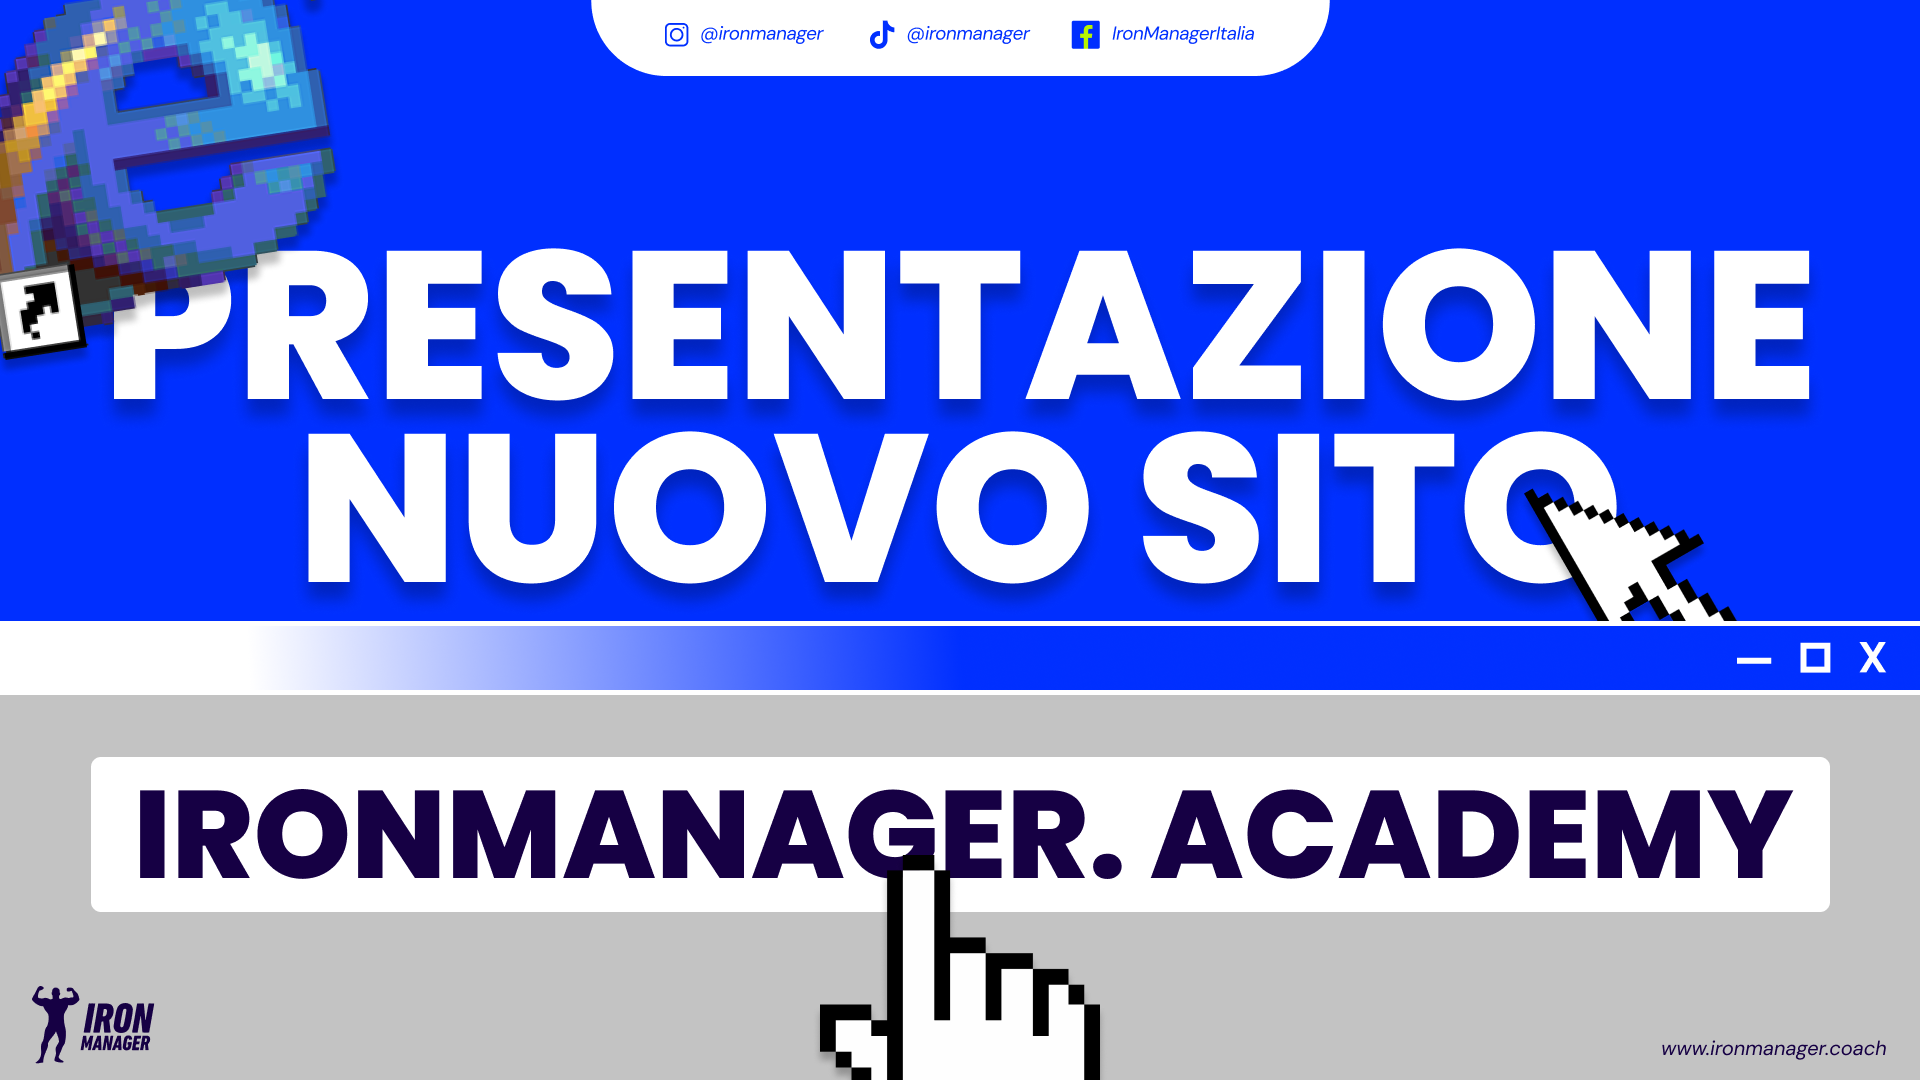 @ironmanager @ironmanager IronManagerItalia
PRESENTAZIONE
NUOVO SITO
X
IRONMANAGER. ACADEMY
IRON
MANAGER
www.ironmanager.coach